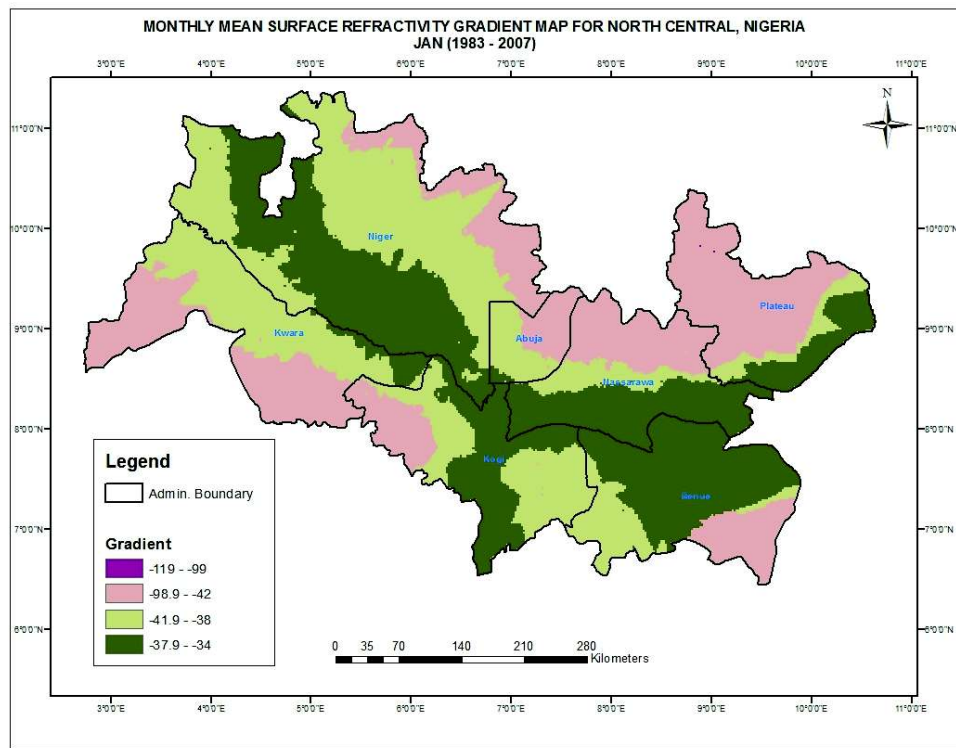 MONTHLY MEAN SURFACE REFRACTIVITY GRADIENT MAP FOR NORTH CENTRAL, NIGERIA
JAN (1983 - 2007)
3°0'0"E 4°0'0"E 5°0'0"E 6°0'0"E 7°0'0"E 8°0'0"E 9°0'0"E 10°0'0"E 11°0'0"E
N
11°0'0"N 11°0'0"N
10°0'0"N 10°0'0"N
Niger
Plateau
9°0'0"N 9°0'0"N
Kwara Abuja
Nassarawa
8°0'0"N 8°0'0"N
Kogi
Benue
7°0'0"N 7°0'0"N
6°0'0"N 6°0'0"N
Legend
Admin. Boundary
Gradient
-119 - -99
-98.9 - -42
-41.9 - -38
-37.9 - -34
0 35 70 140 210 280
Kilometers
3°0'0"E 4°0'0"E 5°0'0"E 6°0'0"E 7°0'0"E 8°0'0"E 9°0'0"E 10°0'0"E 11°0'0"E